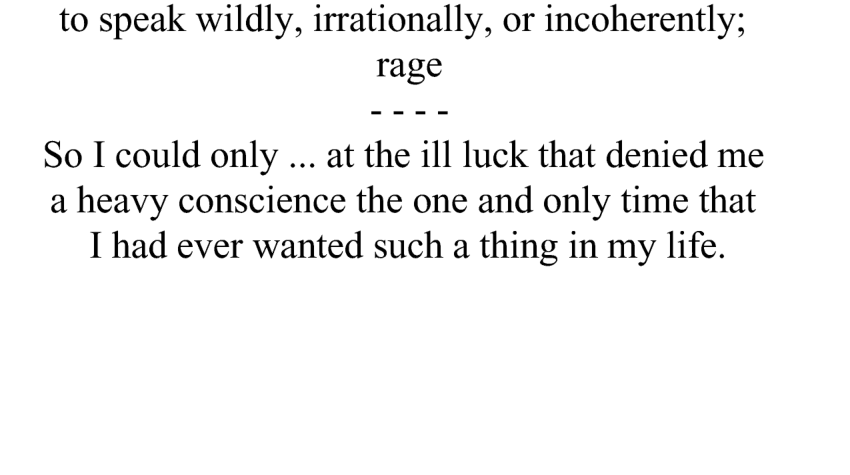 to speak wildly, irrationally, or incoherently;
rage
- - - -
So I could only ... at the ill luck that denied me
a heavy conscience the one and only time that
I had ever wanted such a thing in my life.